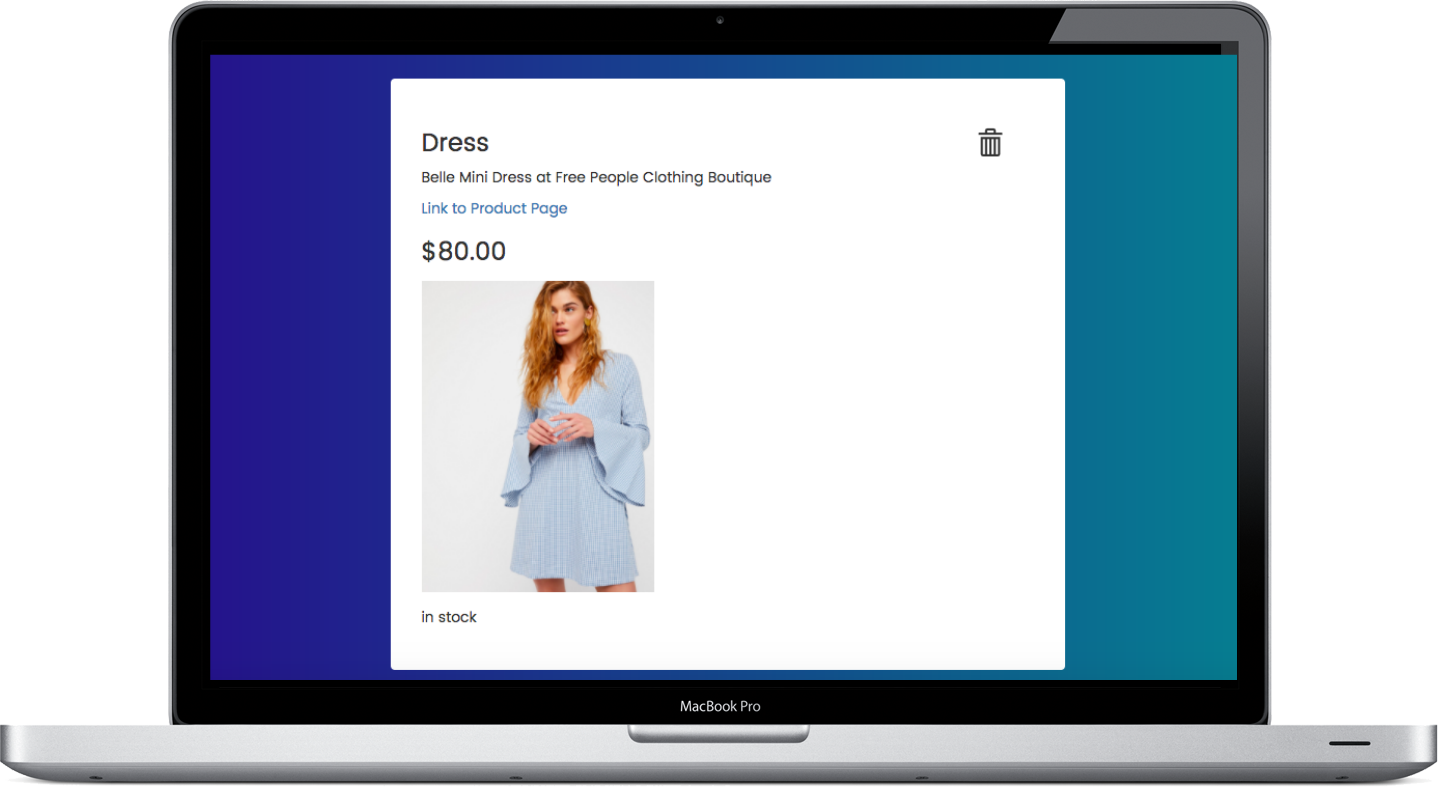 Dress
Belle Mini Dress at Free People Clothing Boutique
Link to Product Page
$80.00
in stock
MacBook Pro